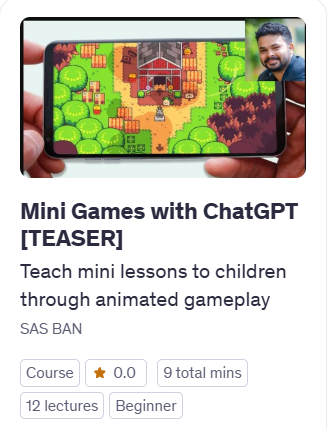 Mini Games with ChatGPT
[TEASER]
Teach mini lessons to children
through animated gameplay
SAS BAN
Course
0.0
9 total mins
12 lectures
Beginner